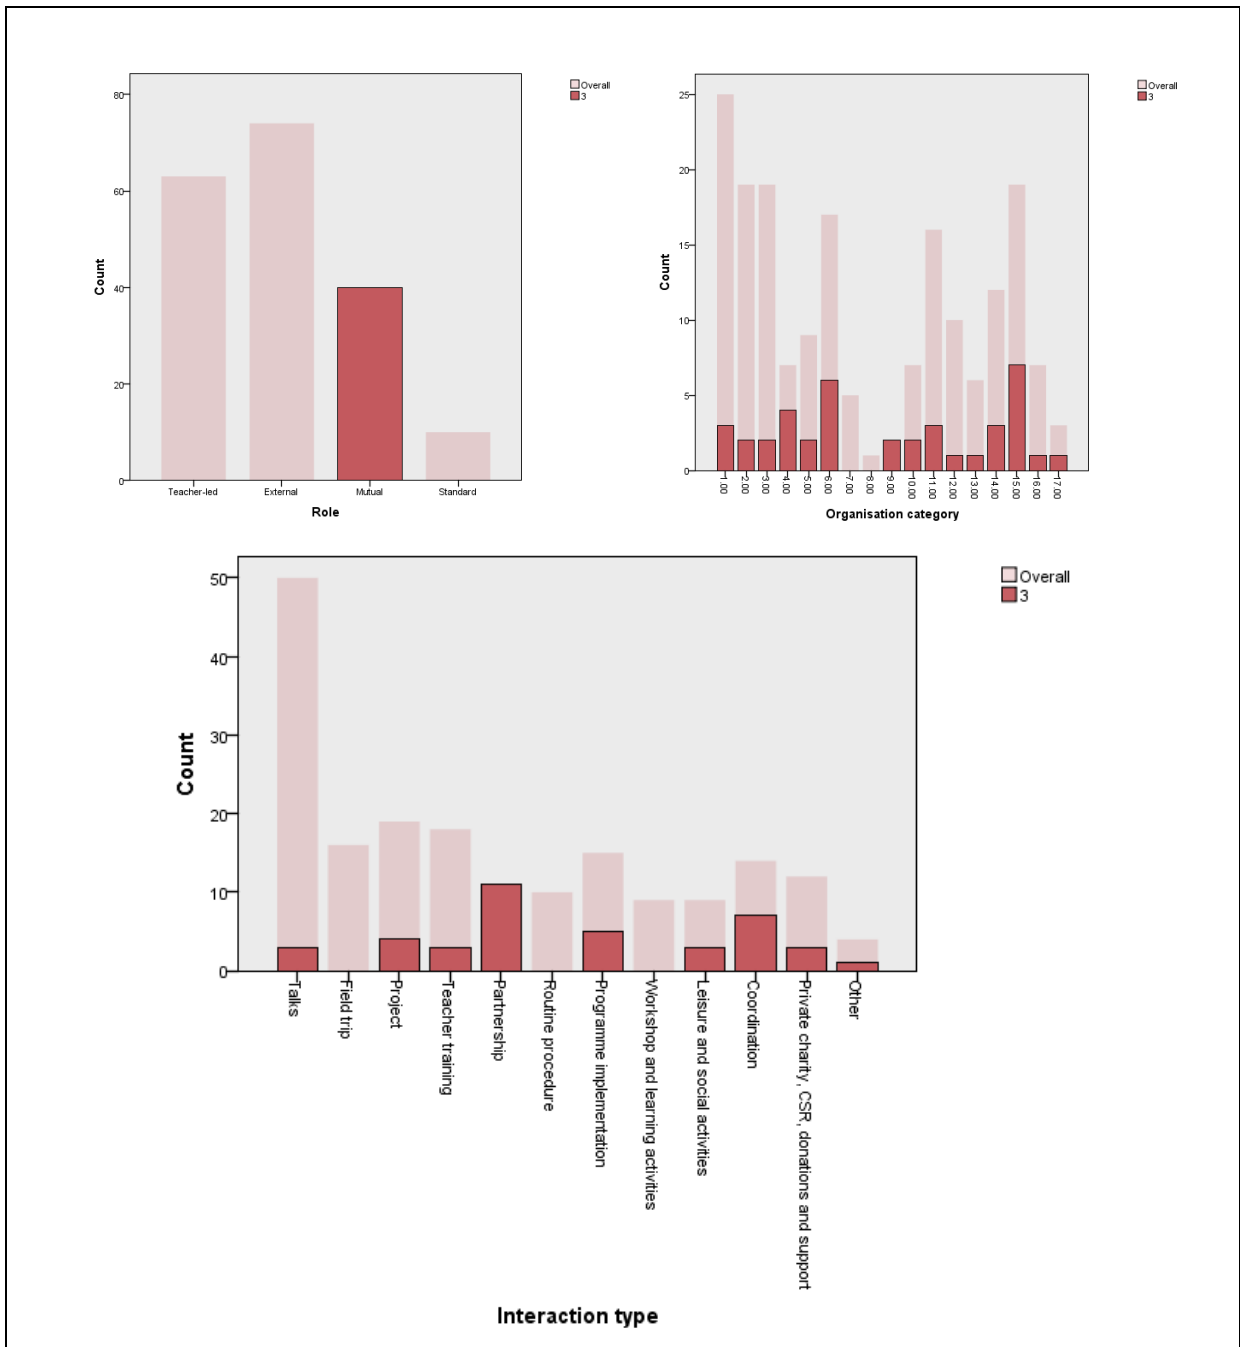 Overall
3
80
60
40
20
0
Count
Teacher-led
External
Mutual
Standard
Role
Overall
3
25
20
15
10
5
0
Count
1.00
2.00
3.00
4.00
5.00
6.00
7.00
8.00
9.00
10.00
11.00
12.00
13.00
14.00
15.00
16.00
17.00
Organisation category
Overall
3
50
40
30
20
10
0
Count
Talks
Field trip
Project
Teacher training
Partnership
Routine procedure
Programme implementation
Workshop and learning activities
Leisure and social activities
Coordination
Private charity, CSR, donations and support
Other
Interaction type